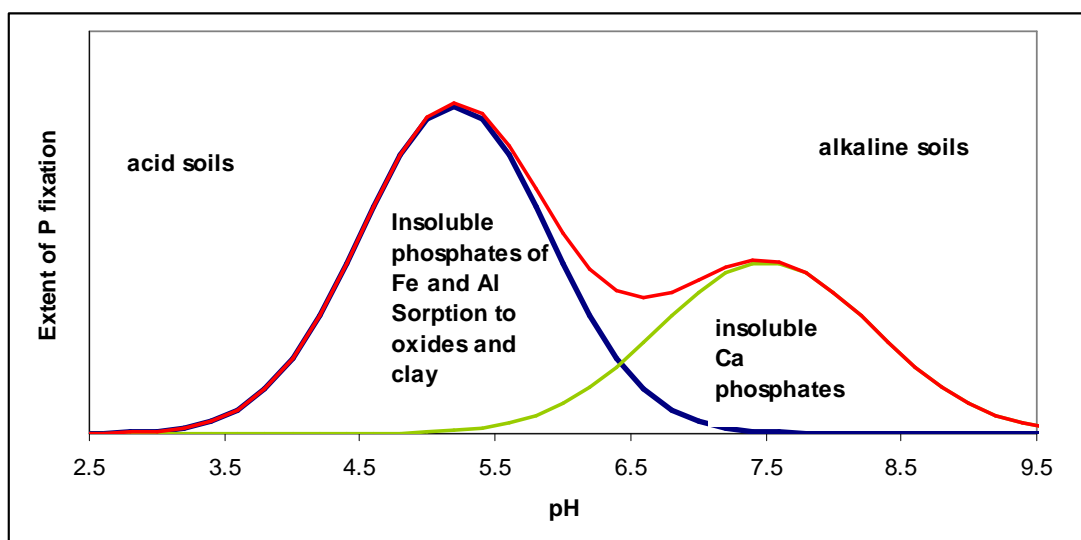 Extent of P fixation
acid soils
alkaline soils
Insoluble
phosphates of
Fe and Al
Sorption to
oxides and
clay
insoluble
Ca
phosphates
2.5 3.5 4.5 5.5 6.5 7.5 8.5 9.5
pH